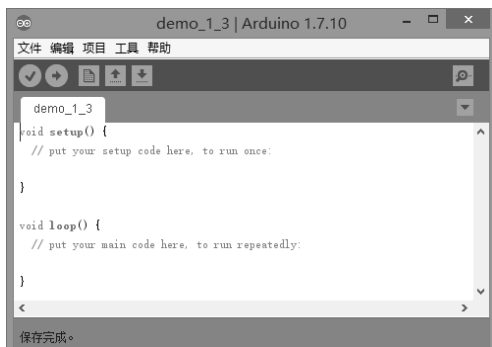 demo_1_3 | Arduino 1.7.10
文件 编辑 项目 工具 帮助
demo_1_3
void setup() {
// put your setup code here, to run once:
}
void loop() {
// put your main code here, to run repeatedly:
}
保存完成。